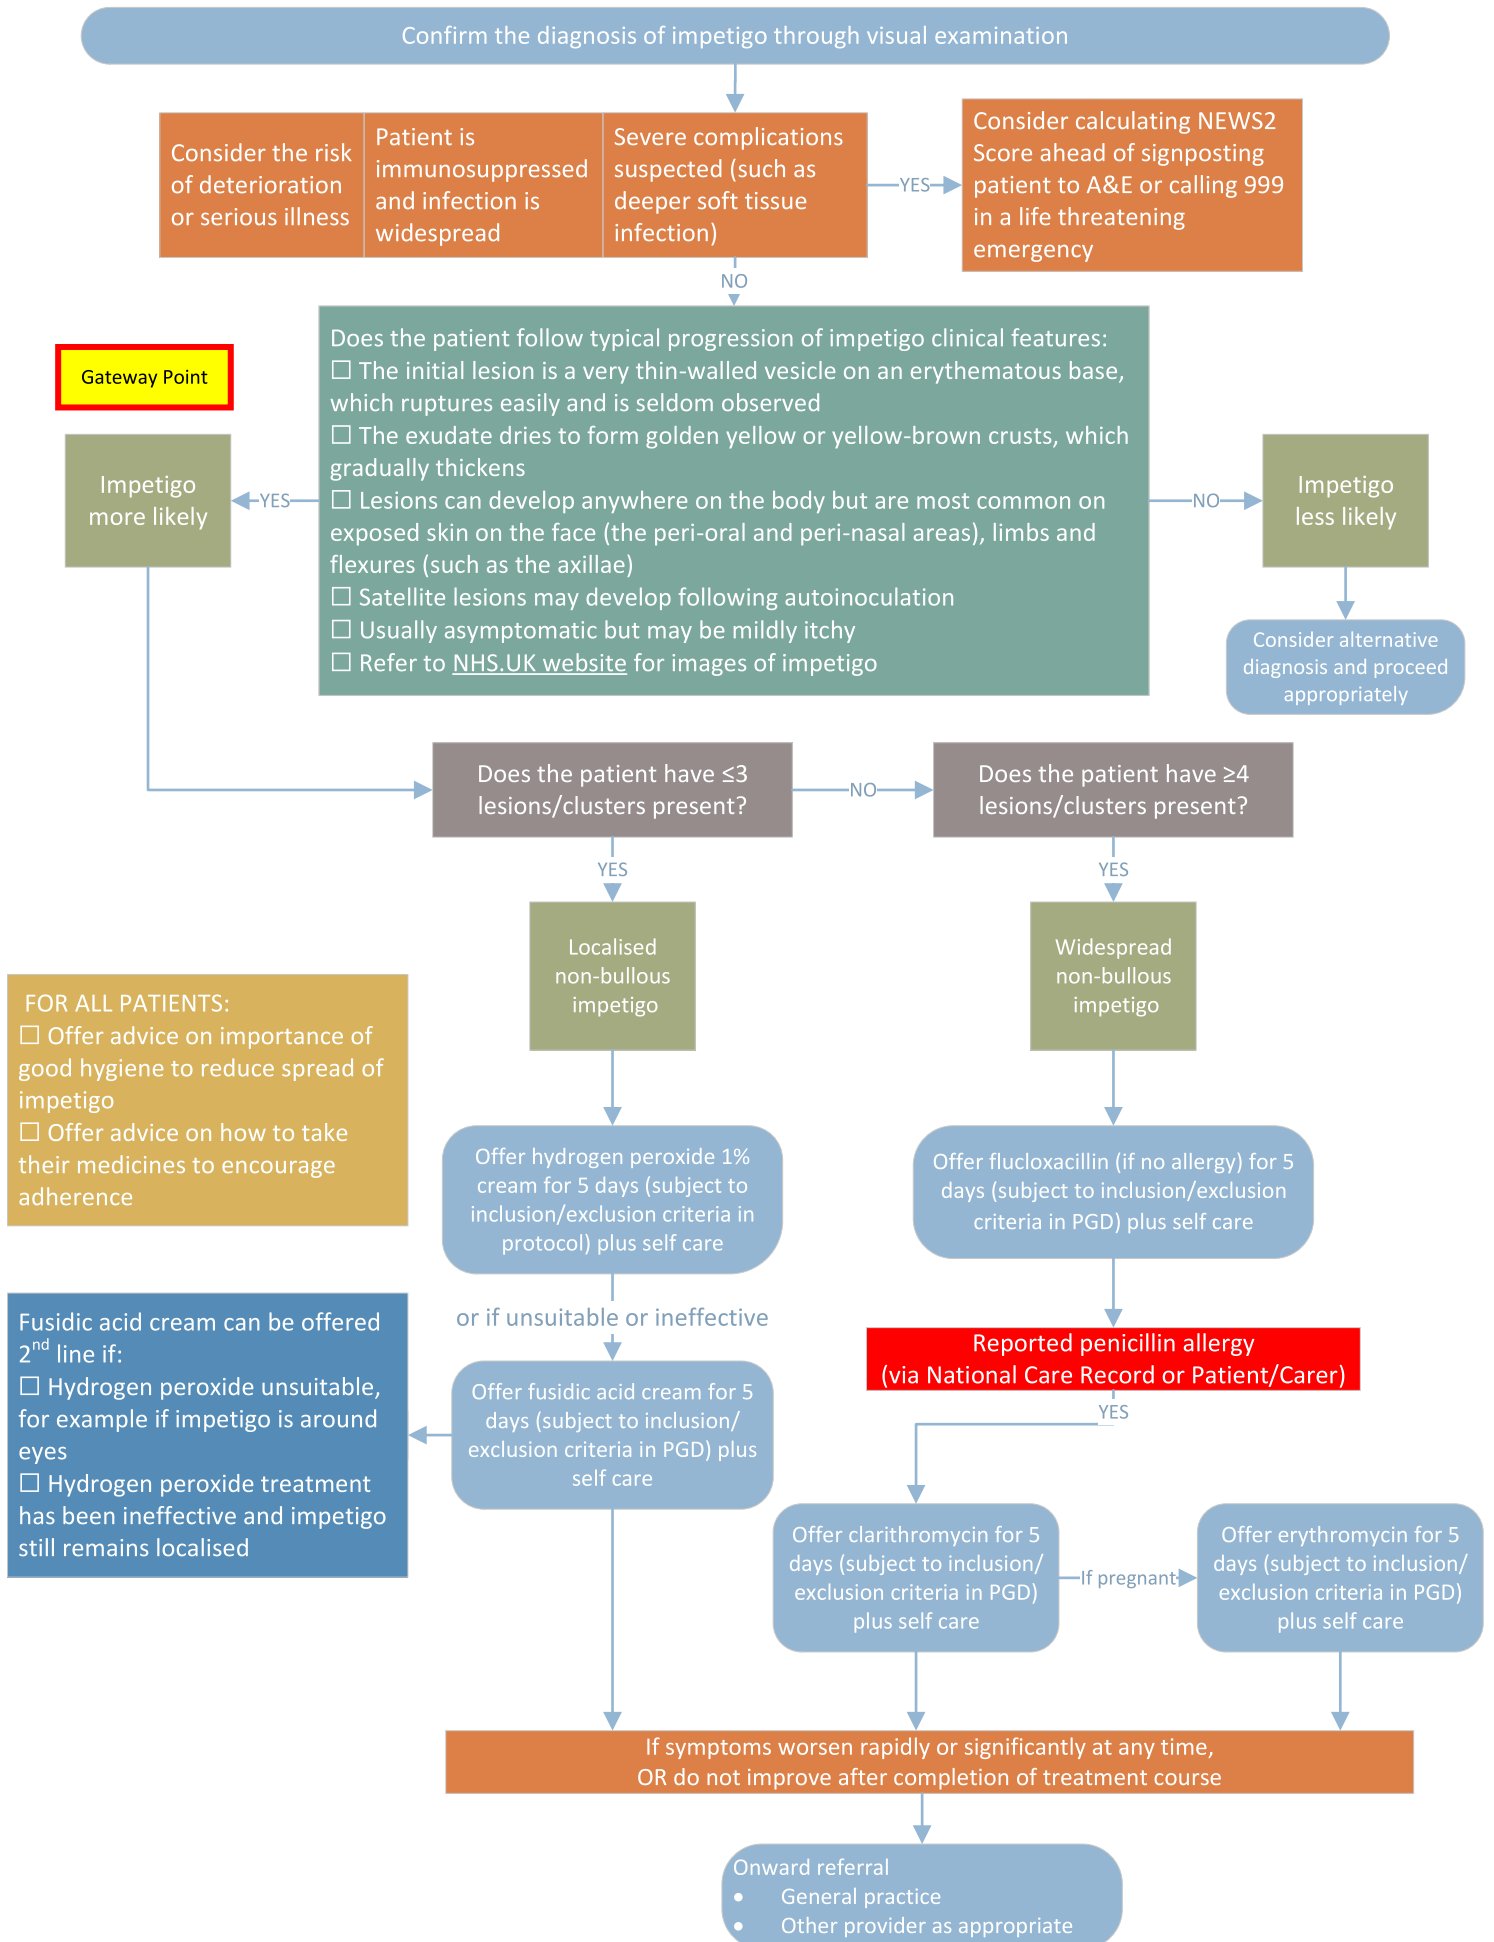 Confirm the diagnosis of impetigo through visual examination
Consider the risk
of deterioration
or serious illness
Patient is
immunosuppressed
and infection is
widespread
Severe complications
suspected (such as
deeper soft tissue
infection)
YES
Consider calculating NEWS2
Score ahead of signposting
patient to A&E or calling 999
in a life threatening
emergency
NO
Gateway Point
Does the patient follow typical progression of impetigo clinical features:
☐ The initial lesion is a very thin-walled vesicle on an erythematous base,
which ruptures easily and is seldom observed
☐ The exudate dries to form golden yellow or yellow-brown crusts, which
gradually thickens
☐ Lesions can develop anywhere on the body but are most common on
exposed skin on the face (the peri-oral and peri-nasal areas), limbs and
flexures (such as the axillae)
☐ Satellite lesions may develop following autoinoculation
☐ Usually asymptomatic but may be mildly itchy
☐ Refer to NHS.UK website for images of impetigo
YES
Impetigo
more likely
NO
Impetigo
less likely
Consider alternative
diagnosis and proceed
appropriately
Does the patient have ≤3
lesions/clusters present?
NO
Does the patient have ≥4
lesions/clusters present?
YES
YES
Localised
non-bullous
impetigo
Widespread
non-bullous
impetigo
FOR ALL PATIENTS:
☐ Offer advice on importance of
good hygiene to reduce spread of
impetigo
☐ Offer advice on how to take
their medicines to encourage
adherence
Offer hydrogen peroxide 1%
cream for 5 days (subject to
inclusion/exclusion criteria in
protocol) plus self care
Offer flucloxacillin (if no allergy) for 5
days (subject to inclusion/exclusion
criteria in PGD) plus self care
or if unsuitable or ineffective
Fusidic acid cream can be offered
2nd line if:
☐ Hydrogen peroxide unsuitable,
for example if impetigo is around
eyes
☐ Hydrogen peroxide treatment
has been ineffective and impetigo
still remains localised
Offer fusidic acid cream for 5
days (subject to inclusion/
exclusion criteria in PGD) plus
self care
Reported penicillin allergy
(via National Care Record or Patient/Carer)
YES
Offer clarithromycin for 5
days (subject to inclusion/
exclusion criteria in PGD)
plus self care
If pregnant
Offer erythromycin for 5
days (subject to inclusion/
exclusion criteria in PGD)
plus self care
If symptoms worsen rapidly or significantly at any time,
OR do not improve after completion of treatment course
Onward referral
• General practice
• Other provider as appropriate